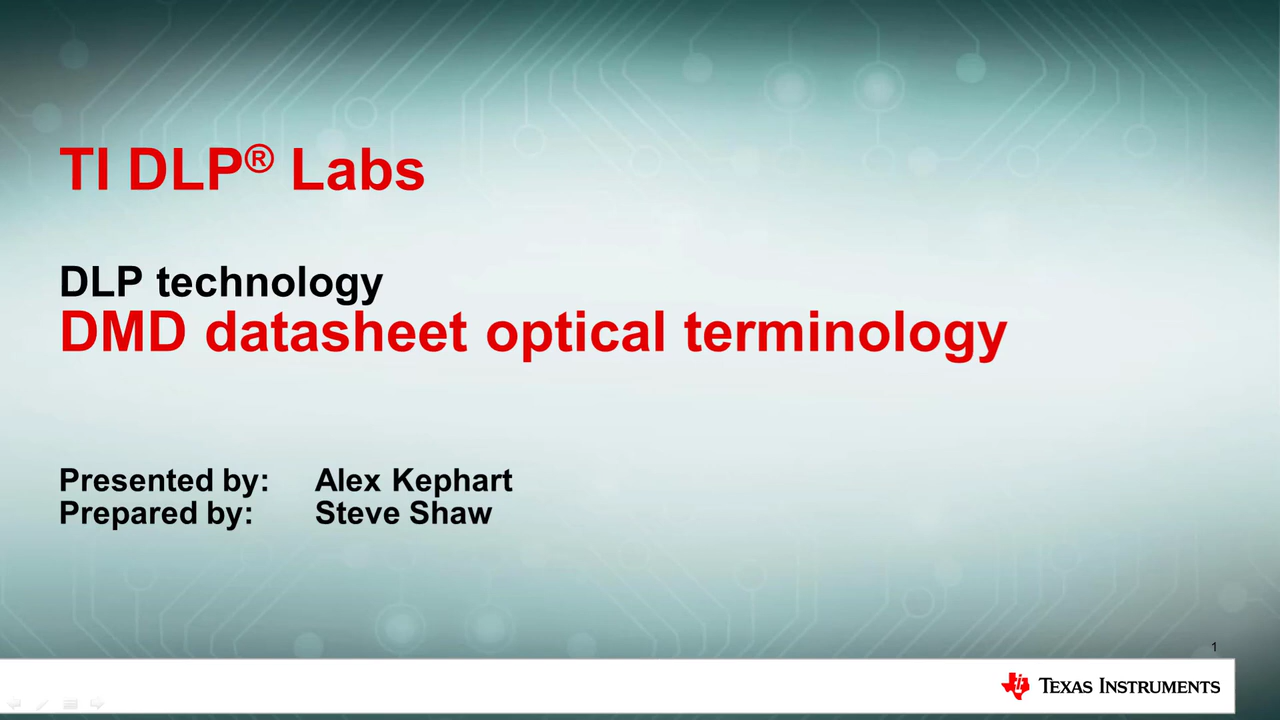 TI DLP® Labs
DLP technology
DMD datasheet optical terminology
Presented by: Alex Kephart
Prepared by: Steve Shaw
1
TEXAS INSTRUMENTS